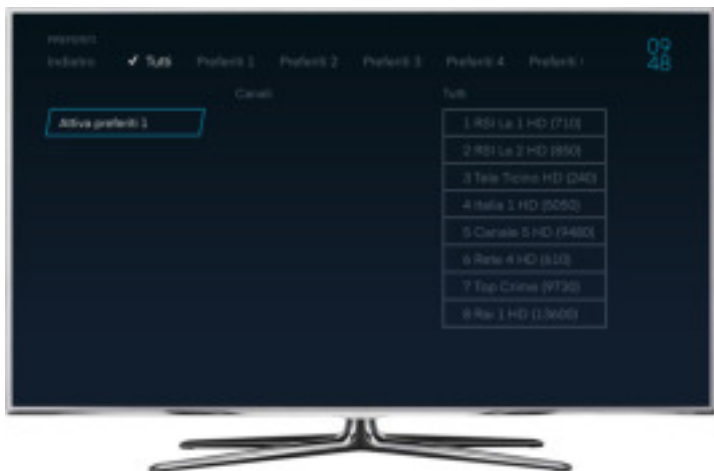 PREFERITI
Indietro ✓ Tutti Preferiti 1 Preferiti 2 Preferiti 3 Preferiti 4 Preferiti
09
48
Canali Tutti
Attiva preferiti 1
1 RSI La 1 HD (710)
2 RSI La 2 HD (850)
3 Tele Ticino HD (240)
4 Italia 1 HD (5050)
5 Canale 5 HD (9480)
6 Rete 4 HD (610)
7 Top Crime (9730)
8 Rai 1 HD (13600)